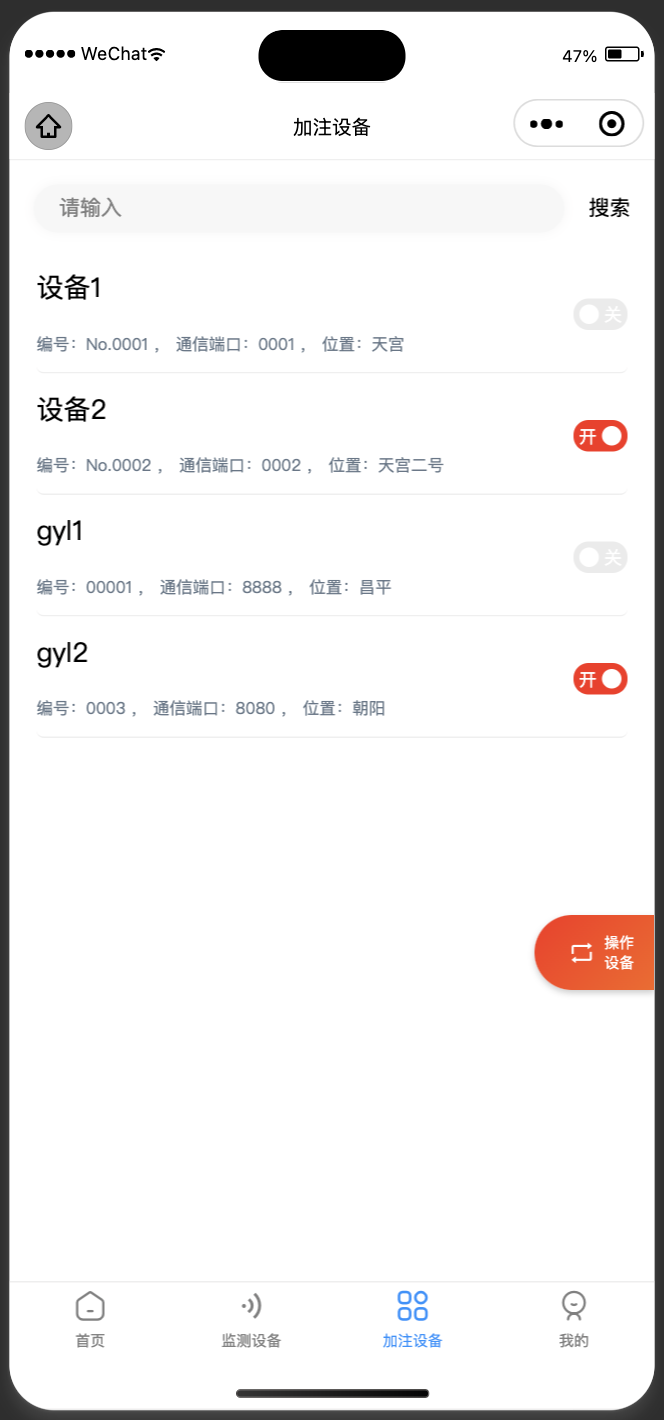 ●●●●● WeChat
47%
加注设备
请输入
搜索
设备1
关
编号：No.0001 ， 通信端口：0001 ， 位置：天宫
设备2
开
编号：No.0002 ， 通信端口：0002 ， 位置：天宫二号
gyl1
关
编号：00001 ， 通信端口：8888 ， 位置：昌平
gyl2
开
编号：0003 ， 通信端口：8080 ， 位置：朝阳
操作
设备
首页 监测设备 加注设备 我的